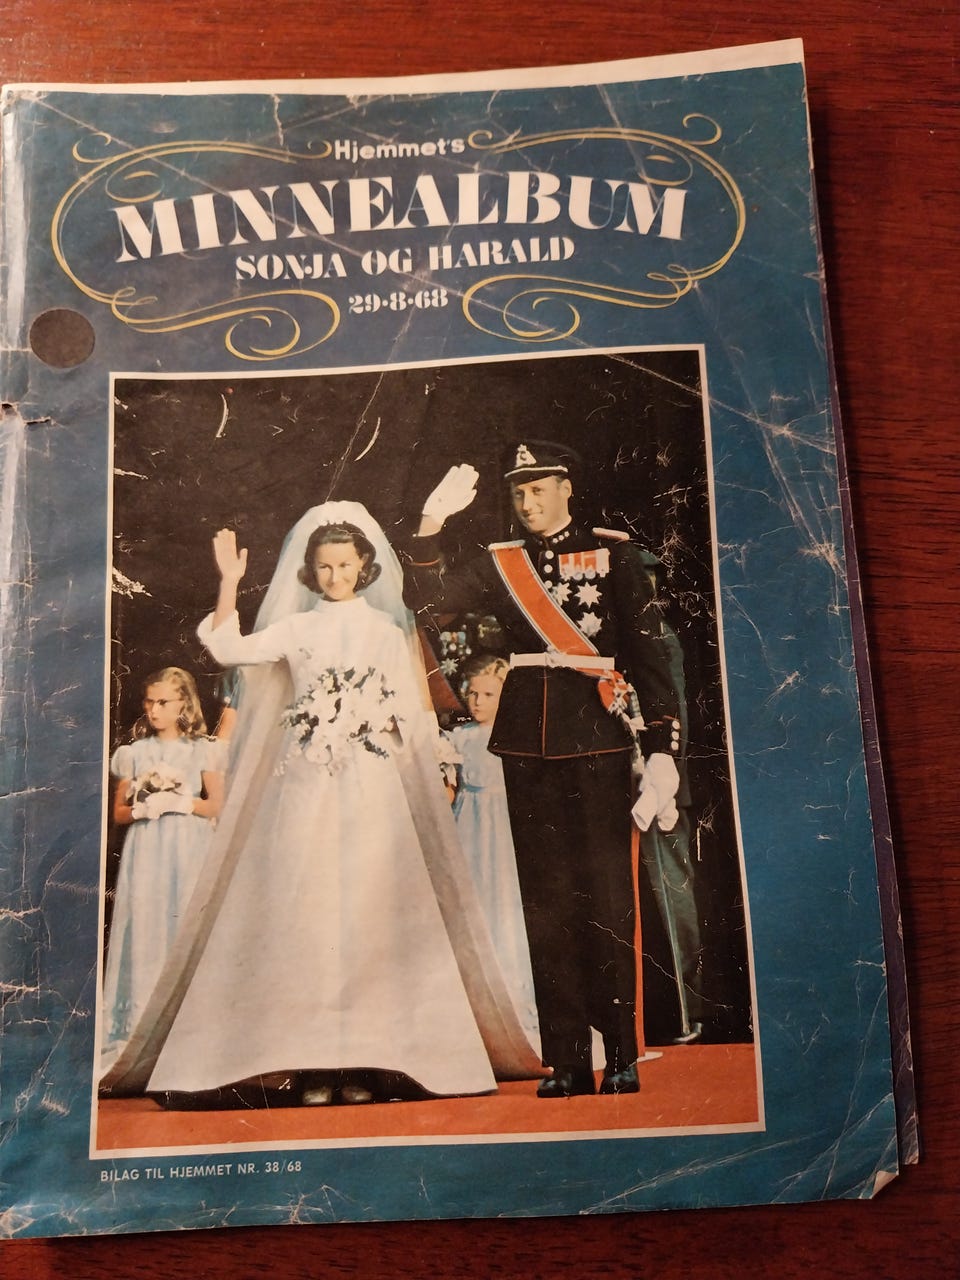 Hjemmet's
MINNEALBUM
SONJA OG HARALD
29·8·68
BILAG TIL HJEMMET NR. 38/68